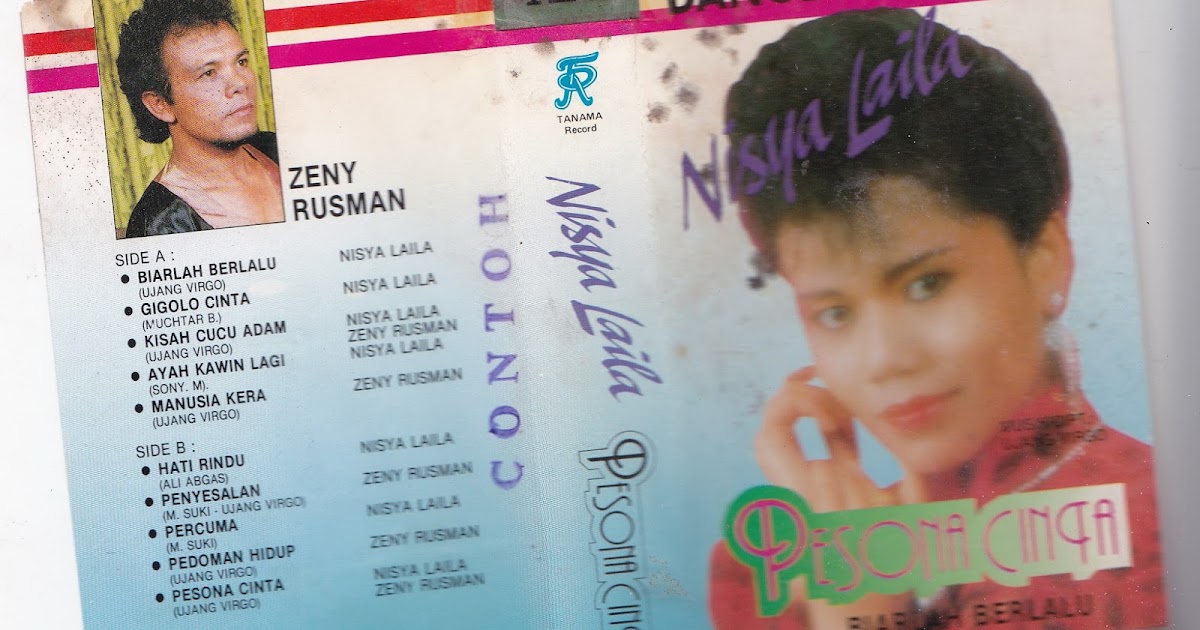 ZENY
RUSMAN
SIDE A :
BIARLAH BERLALU NISYA LAILA
(UJANG VIRGO)
GIGOLO CINTA NISYA LAILA
(MUCHTAR B.)
KISAH CUCU ADAM NISYA LAILA
(UJANG VIRGO) ZENY RUSMAN
AYAH KAWIN LAGI NISYA LAILA
(SONY. M).
MANUSIA KERA ZENY RUSMAN
(UJANG VIRGO)
SIDE B :
HATI RINDU NISYA LAILA
(ALI ABGAS)
PENYESALAN ZENY RUSMAN
(M. SUKI - UJANG VIRGO)
PERCUMA NISYA LAILA
(M. SUKI)
PEDOMAN HIDUP ZENY RUSMAN
(UJANG VIRGO)
PESONA CINTA NISYA LAILA
(UJANG VIRGO) ZENY RUSMAN
CONTOH
TANAMA
Record
Nisya Laila
PESONA CIN
Nisya Laila
UJANG VIRGO
PESONA CINTA
BIARLAH BERLALU